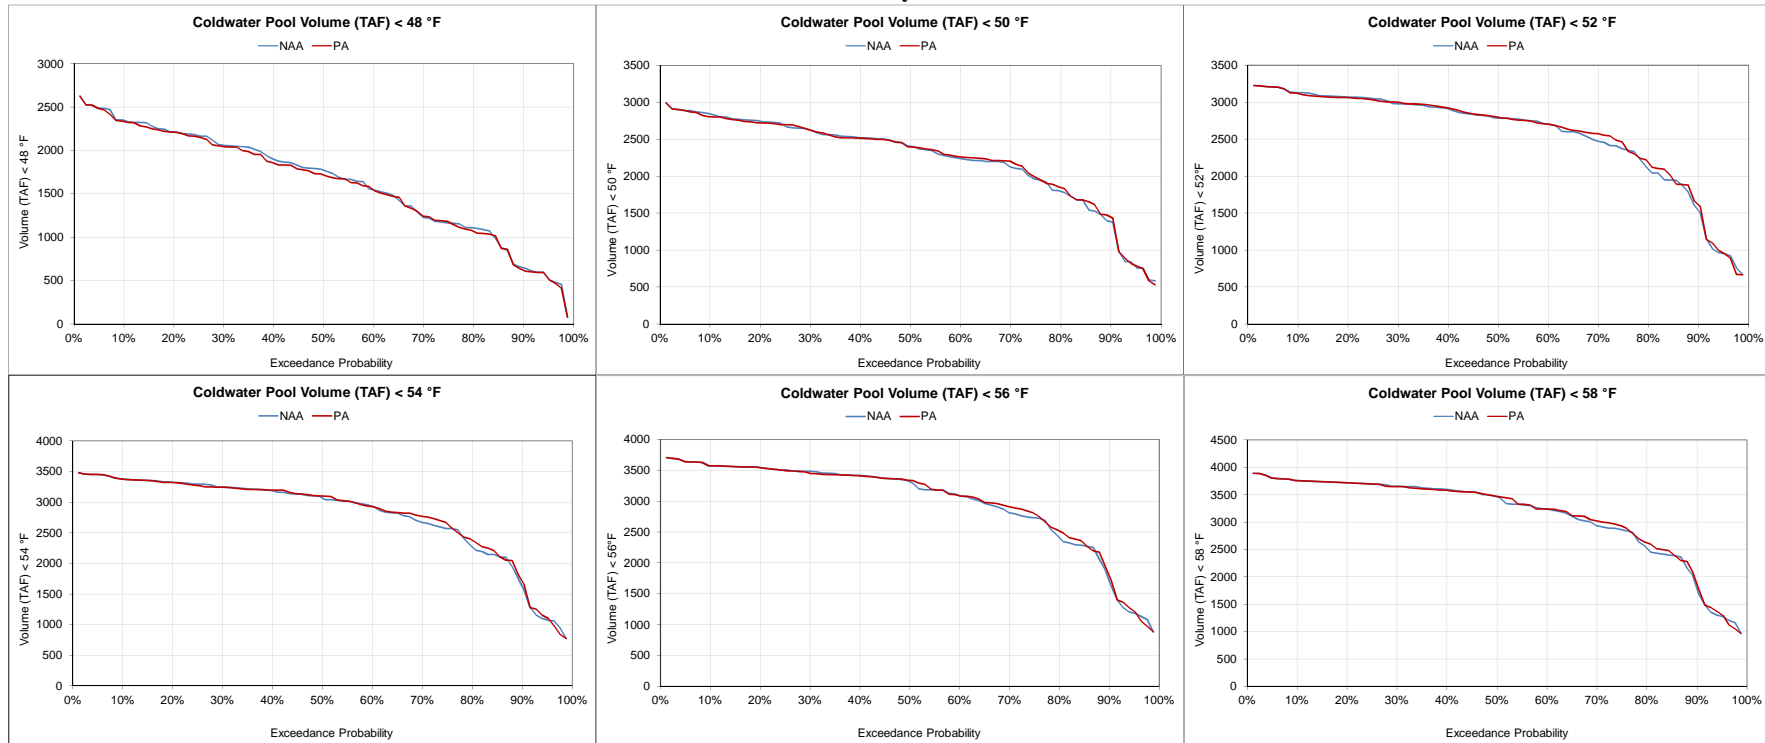 Coldwater Pool Volume (TAF) < 48 °F
NAA PA
Volume (TAF) < 48 °F
3000
2500
2000
1500
1000
500
0
0% 10% 20% 30% 40% 50% 60% 70% 80% 90% 100%
Exceedance Probability
Coldwater Pool Volume (TAF) < 50 °F
NAA PA
Volume (TAF) < 50 °F
3500
3000
2500
2000
1500
1000
500
0
0% 10% 20% 30% 40% 50% 60% 70% 80% 90% 100%
Exceedance Probability
Coldwater Pool Volume (TAF) < 52 °F
NAA PA
Volume (TAF) < 52°F
3500
3000
2500
2000
1500
1000
500
0
0% 10% 20% 30% 40% 50% 60% 70% 80% 90% 100%
Exceedance Probability
Coldwater Pool Volume (TAF) < 54 °F
NAA PA
Volume (TAF) < 54 °F
4000
3500
3000
2500
2000
1500
1000
500
0
0% 10% 20% 30% 40% 50% 60% 70% 80% 90% 100%
Exceedance Probability
Coldwater Pool Volume (TAF) < 56 °F
NAA PA
Volume (TAF) < 56°F
4000
3500
3000
2500
2000
1500
1000
500
0
0% 10% 20% 30% 40% 50% 60% 70% 80% 90% 100%
Exceedance Probability
Coldwater Pool Volume (TAF) < 58 °F
NAA PA
Volume (TAF) < 58 °F
4500
4000
3500
3000
2500
2000
1500
1000
500
0
0% 10% 20% 30% 40% 50% 60% 70% 80% 90% 100%
Exceedance Probability